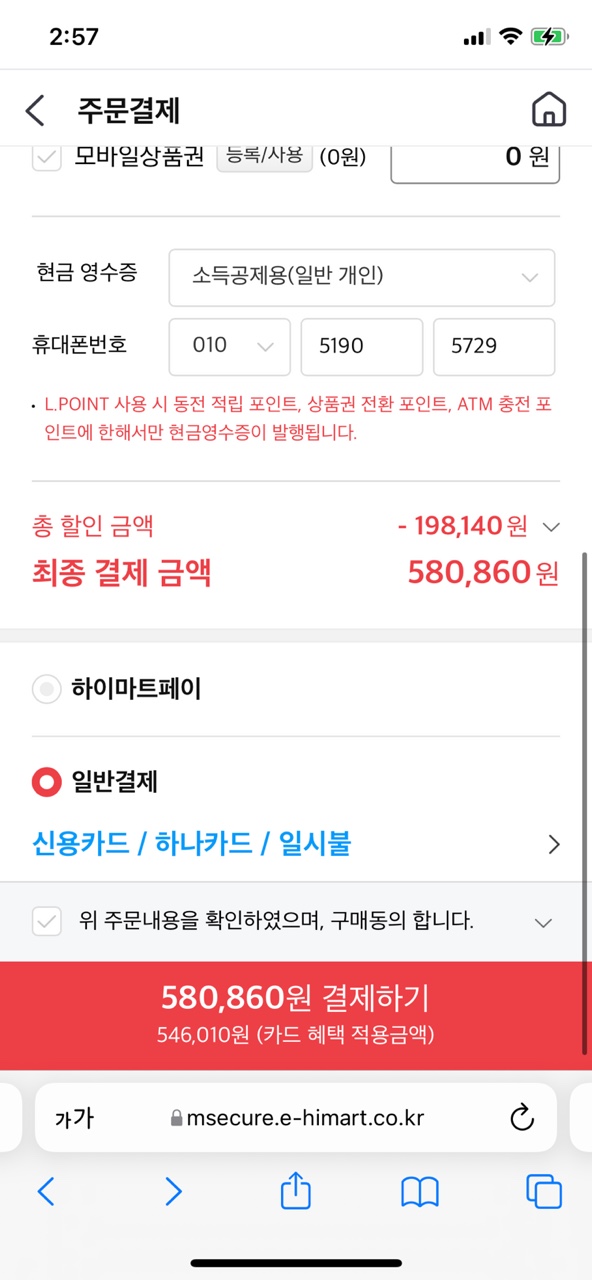 2:57
주문결제
모바일상품권 등록/사용 (0원) 0 원
현금 영수증 소득공제용(일반 개인)
휴대폰번호 010 5190 5729
· L.POINT 사용 시 동전 적립 포인트, 상품권 전환 포인트, ATM 충전 포
인트에 한해서만 현금영수증이 발행됩니다.
총 할인 금액 - 198,140원
최종 결제 금액 580,860원
하이마트페이
일반결제
신용카드 / 하나카드 / 일시불
위 주문내용을 확인하였으며, 구매동의 합니다.
580,860원 결제하기
546,010원 (카드 혜택 적용금액)
가가 msecure.e-himart.co.kr